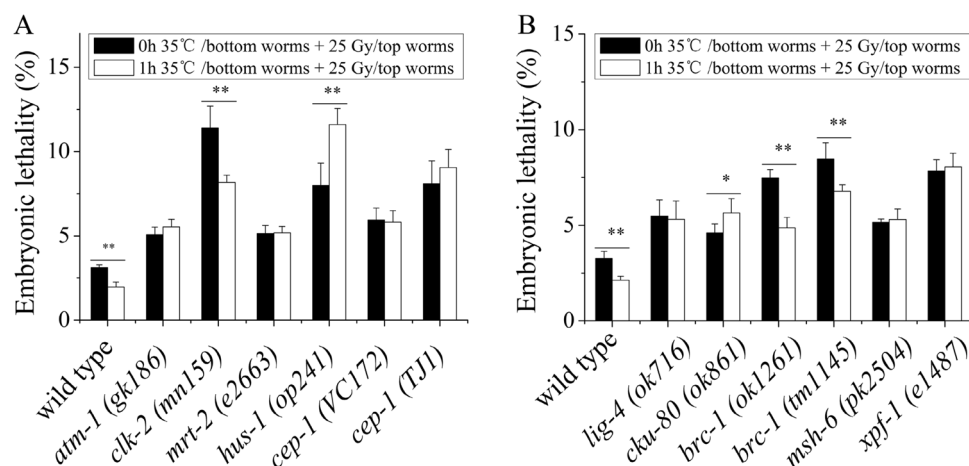 A
Embryonic lethality (%)
0h 35℃ /bottom worms + 25 Gy/top worms
1h 35℃ /bottom worms + 25 Gy/top worms
15
10
5
0
**
**
**
wild type
atm-1 (gk186)
clk-2 (mn159)
mrt-2 (e2663)
hus-1 (op241)
cep-1 (VC172)
cep-1 (TJ1)
B
Embryonic lethality (%)
0h 35℃ /bottom worms + 25 Gy/top worms
1h 35℃ /bottom worms + 25 Gy/top worms
15
10
5
0
**
*
**
**
wild type
lig-4 (ok716)
cku-80 (ok861)
brc-1 (ok1261)
brc-1 (tm1145)
msh-6 (pk2504)
xpf-1 (e1487)